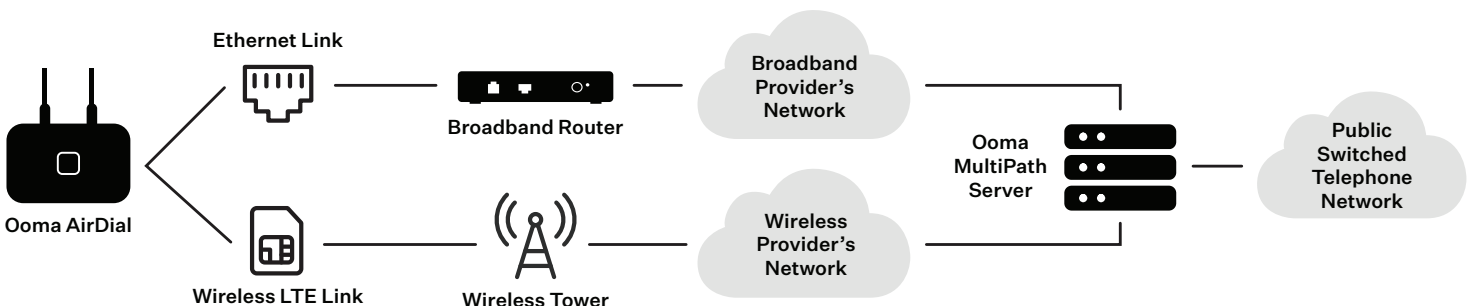 Ethernet Link
Broadband Router
Broadband
Provider's
Network
Ooma AirDial
Wireless LTE Link
Wireless Tower
Wireless
Provider's
Network
Ooma
MultiPath
Server
Public
Switched
Telephone
Network